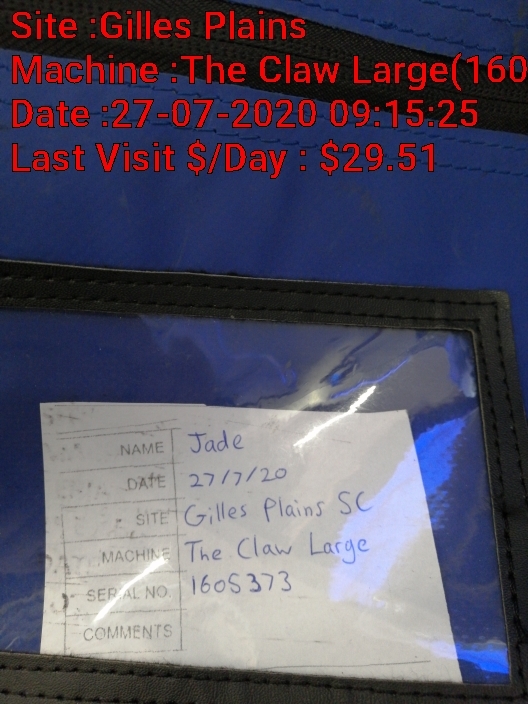 Site :Gilles Plains
Machine :The Claw Large(160
Date :27-07-2020 09:15:25
Last Visit $/Day : $29.51
NAME Jade
DATE 27/7/20
SITE Gilles Plains SC
MACHINE The Claw Large
SERIAL NO. 1605373
COMMENTS